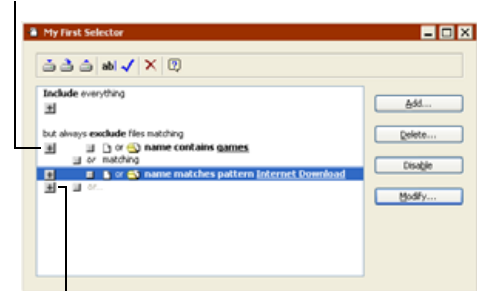 My First Selector
abl
Include everything
but always exclude files matching
or name contains games
or matching
or name matches pattern Internet Download
or...
Add...
Delete...
Disable
Modify...